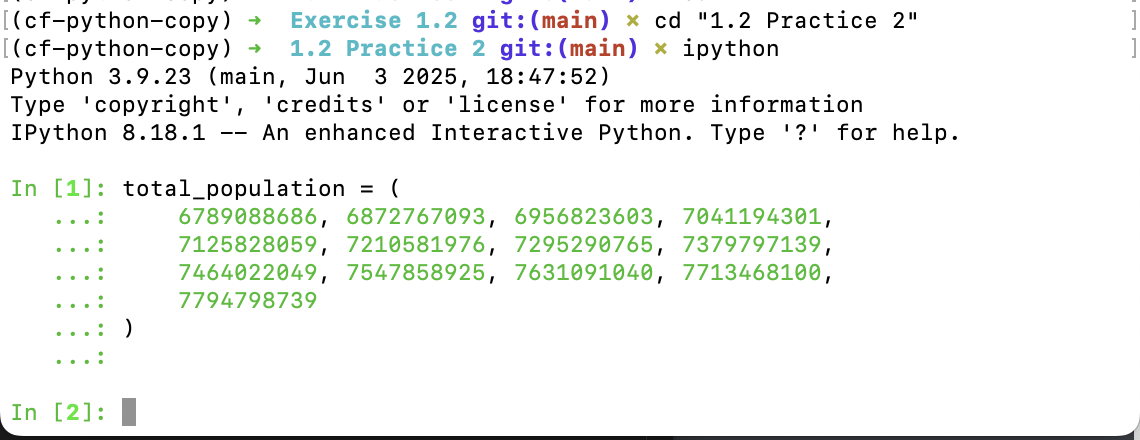 [(cf-python-copy) ➜  Exercise 1.2 git:(main) × cd "1.2 Practice 2" ]
[(cf-python-copy) ➜  1.2 Practice 2 git:(main) × ipython ]
Python 3.9.23 (main, Jun  3 2025, 18:47:52)
Type 'copyright', 'credits' or 'license' for more information
IPython 8.18.1 -- An enhanced Interactive Python. Type '?' for help.
In [1]: total_population = (
   ...:     6789088686, 6872767093, 6956823603, 7041194301,
   ...:     7125828059, 7210581976, 7295290765, 7379797139,
   ...:     7464022049, 7547858925, 7631091040, 7713468100,
   ...:     7794798739
   ...: )
   ...:
In [2]: